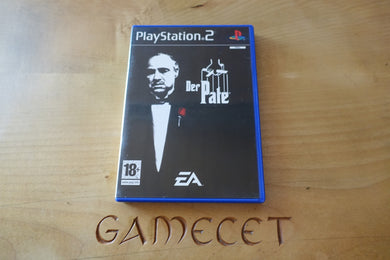 PlayStation 2
Der
Pate
18+
EA
GAMECET